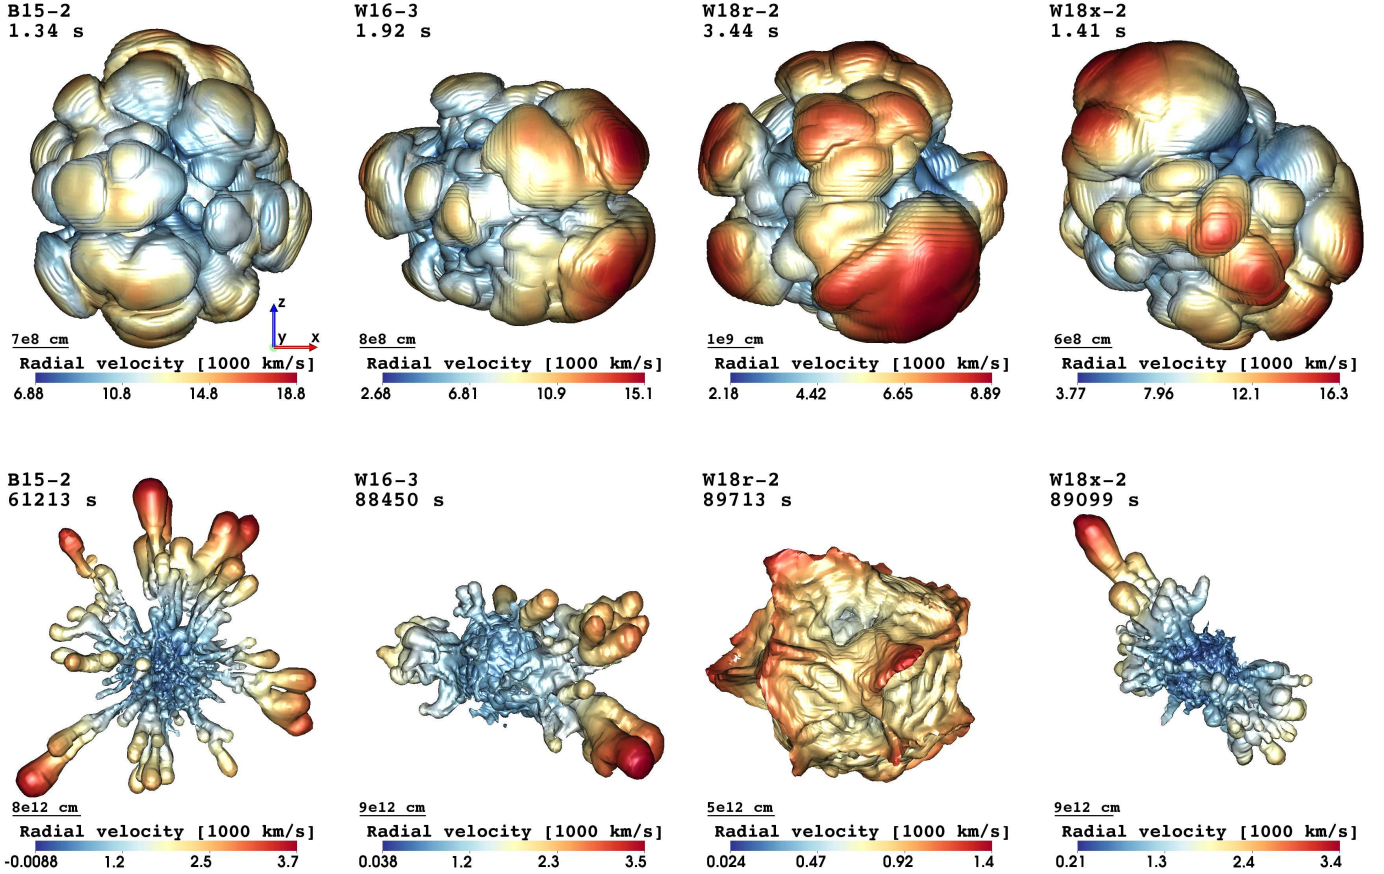 B15-2
1.34 s
7e8 cm
z
y x
Radial velocity [1000 km/s]
6.88 10.8 14.8 18.8
W16-3
1.92 s
8e8 cm
Radial velocity [1000 km/s]
2.68 6.81 10.9 15.1
W18r-2
3.44 s
1e9 cm
Radial velocity [1000 km/s]
2.18 4.42 6.65 8.89
W18x-2
1.41 s
6e8 cm
Radial velocity [1000 km/s]
3.77 7.96 12.1 16.3
B15-2
61213 s
8e12 cm
Radial velocity [1000 km/s]
-0.0088 1.2 2.5 3.7
W16-3
88450 s
9e12 cm
Radial velocity [1000 km/s]
0.038 1.2 2.3 3.5
W18r-2
89713 s
5e12 cm
Radial velocity [1000 km/s]
0.024 0.47 0.92 1.4
W18x-2
89099 s
9e12 cm
Radial velocity [1000 km/s]
0.21 1.3 2.4 3.4